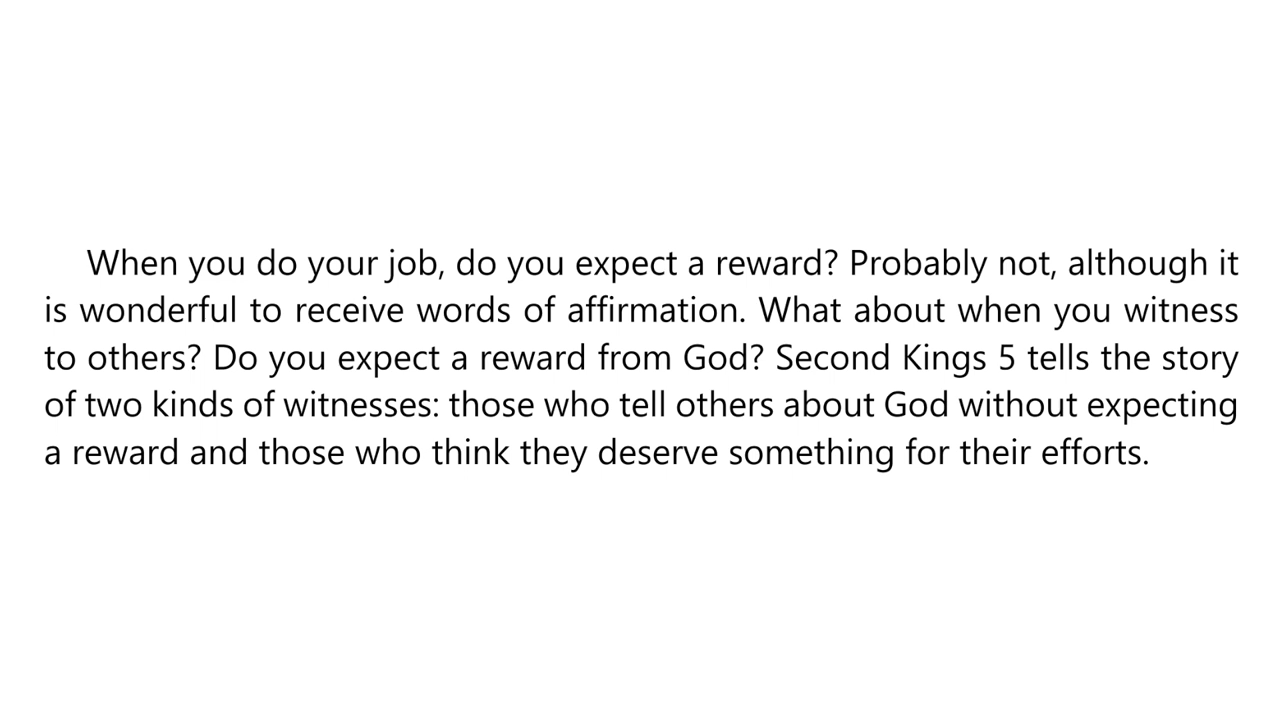 When you do your job, do you expect a reward? Probably not, although it
is wonderful to receive words of affirmation. What about when you witness
to others? Do you expect a reward from God? Second Kings 5 tells the story
of two kinds of witnesses: those who tell others about God without expecting
a reward and those who think they deserve something for their efforts.